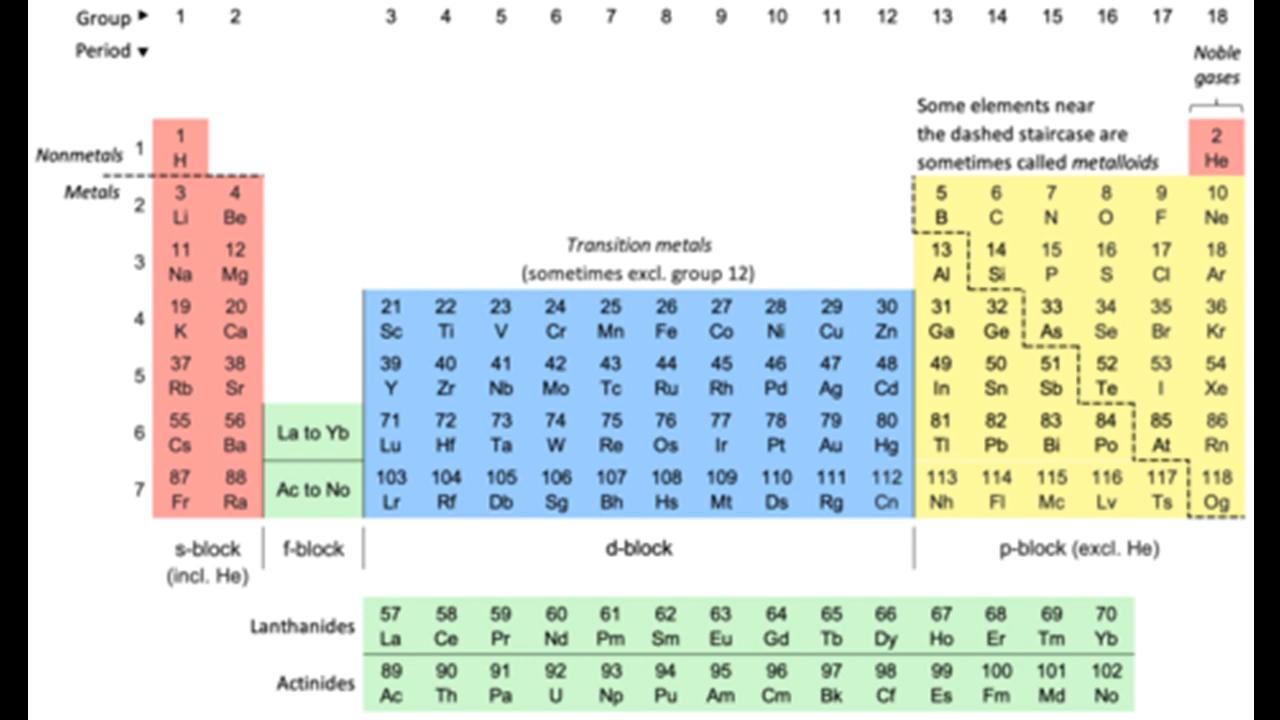 Group ► 1 2 3 4 5 6 7 8 9 10 11 12 13 14 15 16 17 18
Period ▼
Noble
gases
Some elements near
the dashed staircase are
sometimes called metalloids
1 2
Nonmetals 1 H He
Metals
2 3 4 5 6 7 8 9 10
Li Be B C N O F Ne
Transition metals
(sometimes excl. group 12)
3 11 12 13 14 15 16 17 18
Na Mg Al Si P S Cl Ar
4 19 20 21 22 23 24 25 26 27 28 29 30 31 32 33 34 35 36
K Ca Sc Ti V Cr Mn Fe Co Ni Cu Zn Ga Ge As Se Br Kr
5 37 38 39 40 41 42 43 44 45 46 47 48 49 50 51 52 53 54
Rb Sr Y Zr Nb Mo Tc Ru Rh Pd Ag Cd In Sn Sb Te I Xe
6 55 56 La to Yb 71 72 73 74 75 76 77 78 79 80 81 82 83 84 85 86
Cs Ba Lu Hf Ta W Re Os Ir Pt Au Hg Tl Pb Bi Po At Rn
7 87 88 Ac to No 103 104 105 106 107 108 109 110 111 112 113 114 115 116 117 118
Fr Ra Lr Rf Db Sg Bh Hs Mt Ds Rg Cn Nh Fl Mc Lv Ts Og
s-block f-block d-block p-block (excl. He)
(incl. He)
Lanthanides 57 58 59 60 61 62 63 64 65 66 67 68 69 70
La Ce Pr Nd Pm Sm Eu Gd Tb Dy Ho Er Tm Yb
Actinides 89 90 91 92 93 94 95 96 97 98 99 100 101 102
Ac Th Pa U Np Pu Am Cm Bk Cf Es Fm Md No